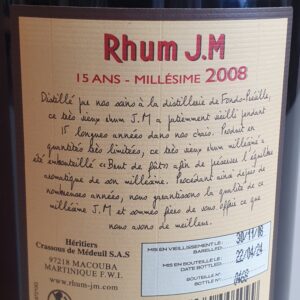 Rhum J.M
15 ANS - MILLÉSIME 2008
Distillé par nos soins à la distillerie de Fonds-Préville,
ce très vieux rhum J.M a patiemment vieilli pendant
15 longues années dans nos chais. Produit en
quantités très limitées, ce très vieux rhum millésimé a
été embouteillé «Brut de fût» afin de préserver l'équilibre
aromatique de son millésime. Procédant ainsi depuis de
nombreuses années, nous garantissons la qualité de ce
millésime J.M et sommes fiers de vous offrir ce que
nous avons de meilleur.
Héritiers
Crassous de Médeuil S.A.S
97218 MACOUBA
MARTINIQUE F.W.I.
www.rhum-jm.com
MIS EN VIEILLISSEMENT LE
BARRELLED
30/11/08
MIS EN BOUTEILLE LE
DATE BOTTLED
22/04/24
BOUTEILLE N°
BOTTLE N°